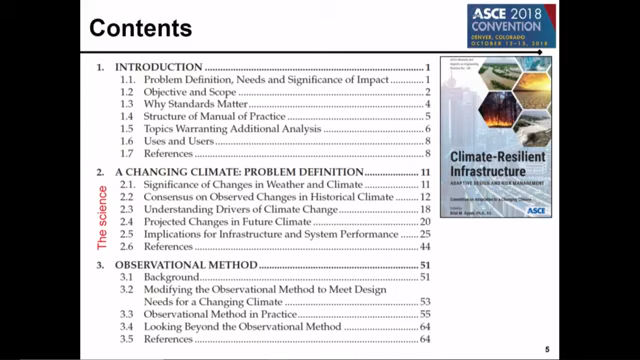 Contents
ASCE 2018
CONVENTION
DENVER, COLORADO
OCTOBER 12–15, 2018
1. INTRODUCTION 1
1.1. Problem Definition, Needs and Significance of Impact 1
1.2 Objective and Scope 2
1.3 Why Standards Matter 4
1.4 Structure of Manual of Practice 5
1.5 Topics Warranting Additional Analysis 6
1.6 Uses and Users 8
1.7 References 8
The science
2. A CHANGING CLIMATE: PROBLEM DEFINITION 11
2.1. Significance of Changes in Weather and Climate 11
2.2 Consensus on Observed Changes in Historical Climate 12
2.3 Understanding Drivers of Climate Change 18
2.4 Projected Changes in Future Climate 20
2.5 Implications for Infrastructure and System Performance 25
2.6 References 44
3. OBSERVATIONAL METHOD 51
3.1 Background 51
3.2 Modifying the Observational Method to Meet Design
Needs for a Changing Climate 53
3.3 Observational Method in Practice 55
3.4 Looking Beyond the Observational Method 64
3.5 References 64
Climate-Resilient
Infrastructure
ADAPTIVE DESIGN AND RISK MANAGEMENT
Committee on Adaptation to a Changing Climate
ASCE
5